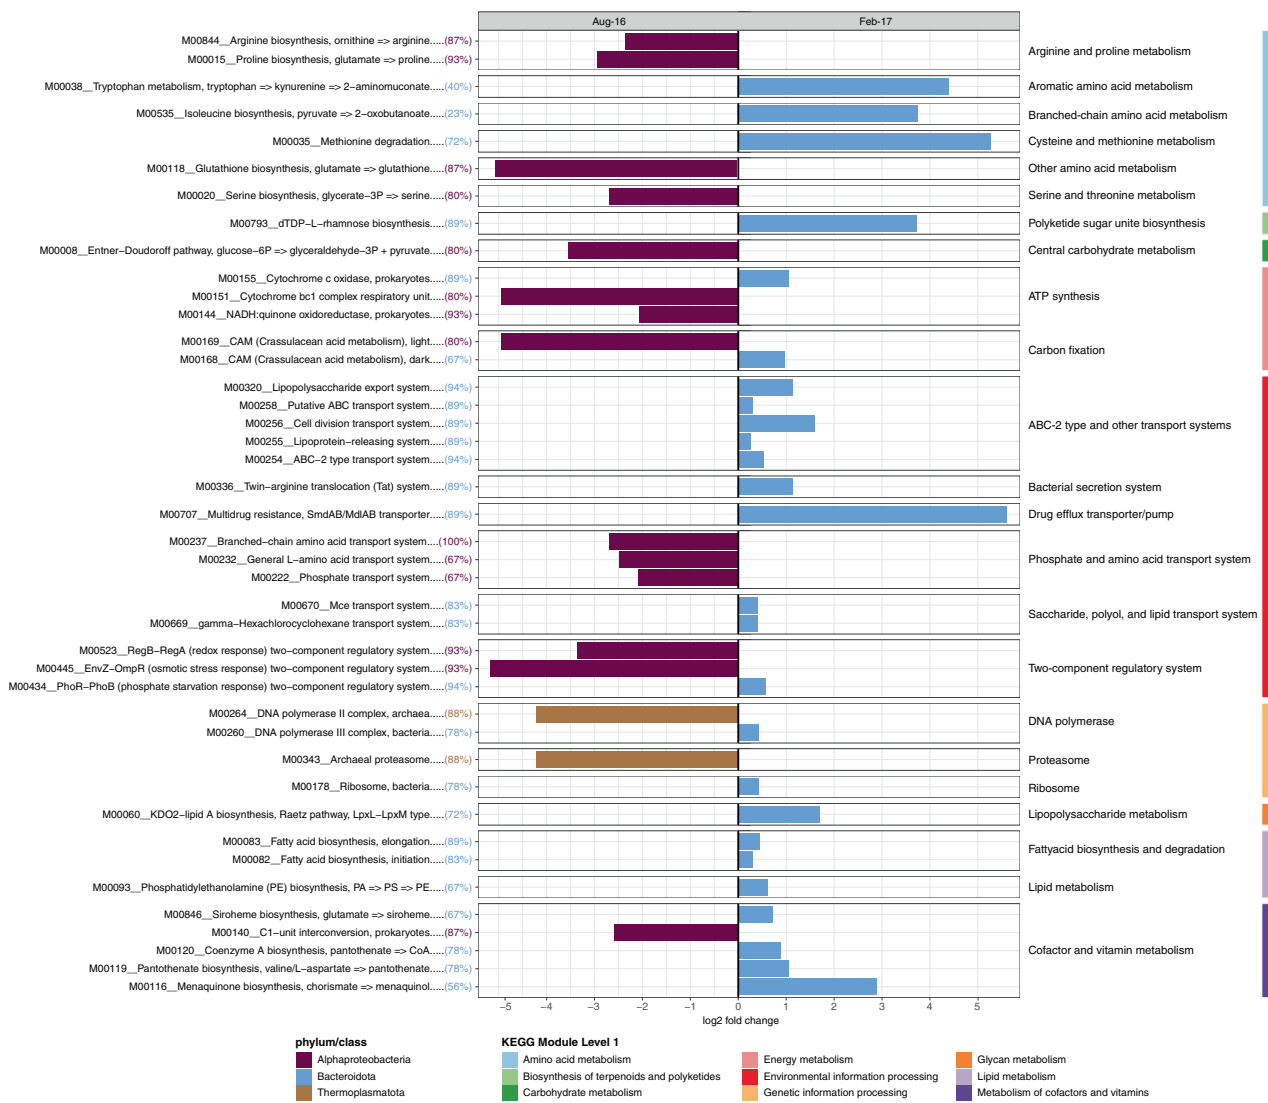 Aug-16 Feb-17
M00844__Arginine biosynthesis, ornithine => arginine.....(87%)
M00015__Proline biosynthesis, glutamate => proline.....(93%)
Arginine and proline metabolism
M00038__Tryptophan metabolism, tryptophan => kynurenine => 2−aminomuconate.....(40%)
Aromatic amino acid metabolism
M00535__Isoleucine biosynthesis, pyruvate => 2−oxobutanoate.....(23%)
Branched-chain amino acid metabolism
M00035__Methionine degradation.....(72%)
Cysteine and methionine metabolism
M00118__Glutathione biosynthesis, glutamate => glutathione.....(87%)
Other amino acid metabolism
M00020__Serine biosynthesis, glycerate−3P => serine.....(80%)
Serine and threonine metabolism
M00793__dTDP−L−rhamnose biosynthesis.....(89%)
Polyketide sugar unite biosynthesis
M00008__Entner−Doudoroff pathway, glucose−6P => glyceraldehyde−3P + pyruvate.....(80%)
Central carbohydrate metabolism
M00155__Cytochrome c oxidase, prokaryotes.....(89%)
M00151__Cytochrome bc1 complex respiratory unit.....(80%)
M00144__NADH:quinone oxidoreductase, prokaryotes.....(93%)
ATP synthesis
M00169__CAM (Crassulacean acid metabolism), light.....(80%)
M00168__CAM (Crassulacean acid metabolism), dark.....(67%)
Carbon fixation
M00320__Lipopolysaccharide export system.....(94%)
M00258__Putative ABC transport system.....(89%)
M00256__Cell division transport system.....(89%)
M00255__Lipoprotein−releasing system.....(89%)
M00254__ABC−2 type transport system.....(94%)
ABC-2 type and other transport systems
M00336__Twin−arginine translocation (Tat) system.....(89%)
Bacterial secretion system
M00707__Multidrug resistance, SmdAB/MdlAB transporter.....(89%)
Drug efflux transporter/pump
M00237__Branched−chain amino acid transport system.....(100%)
M00232__General L−amino acid transport system.....(67%)
M00222__Phosphate transport system.....(67%)
Phosphate and amino acid transport system
M00670__Mce transport system.....(83%)
M00669__gamma−Hexachlorocyclohexane transport system.....(83%)
Saccharide, polyol, and lipid transport system
M00523__RegB−RegA (redox response) two−component regulatory system.....(93%)
M00445__EnvZ−OmpR (osmotic stress response) two−component regulatory system.....(93%)
M00434__PhoR−PhoB (phosphate starvation response) two−component regulatory system.....(94%)
Two-component regulatory system
M00264__DNA polymerase II complex, archaea.....(88%)
M00260__DNA polymerase III complex, bacteria.....(78%)
DNA polymerase
M00343__Archaeal proteasome.....(88%)
Proteasome
M00178__Ribosome, bacteria.....(78%)
Ribosome
M00060__KDO2−lipid A biosynthesis, Raetz pathway, LpxL−LpxM type.....(72%)
Lipopolysaccharide metabolism
M00083__Fatty acid biosynthesis, elongation.....(89%)
M00082__Fatty acid biosynthesis, initiation.....(83%)
Fattyacid biosynthesis and degradation
M00093__Phosphatidylethanolamine (PE) biosynthesis, PA => PS => PE.....(67%)
Lipid metabolism
M00846__Siroheme biosynthesis, glutamate => siroheme.....(67%)
M00140__C1−unit interconversion, prokaryotes.....(87%)
M00120__Coenzyme A biosynthesis, pantothenate => CoA.....(78%)
M00119__Pantothenate biosynthesis, valine/L−aspartate => pantothenate.....(78%)
M00116__Menaquinone biosynthesis, chorismate => menaquinol.....(56%)
Cofactor and vitamin metabolism
−5 −4 −3 −2 −1 0 1 2 3 4 5
log2 fold change
phylum/class
Alphaproteobacteria
Bacteroidota
Thermoplasmatota
KEGG Module Level 1
Amino acid metabolism
Biosynthesis of terpenoids and polyketides
Carbohydrate metabolism
Energy metabolism
Environmental information processing
Genetic information processing
Glycan metabolism
Lipid metabolism
Metabolism of cofactors and vitamins